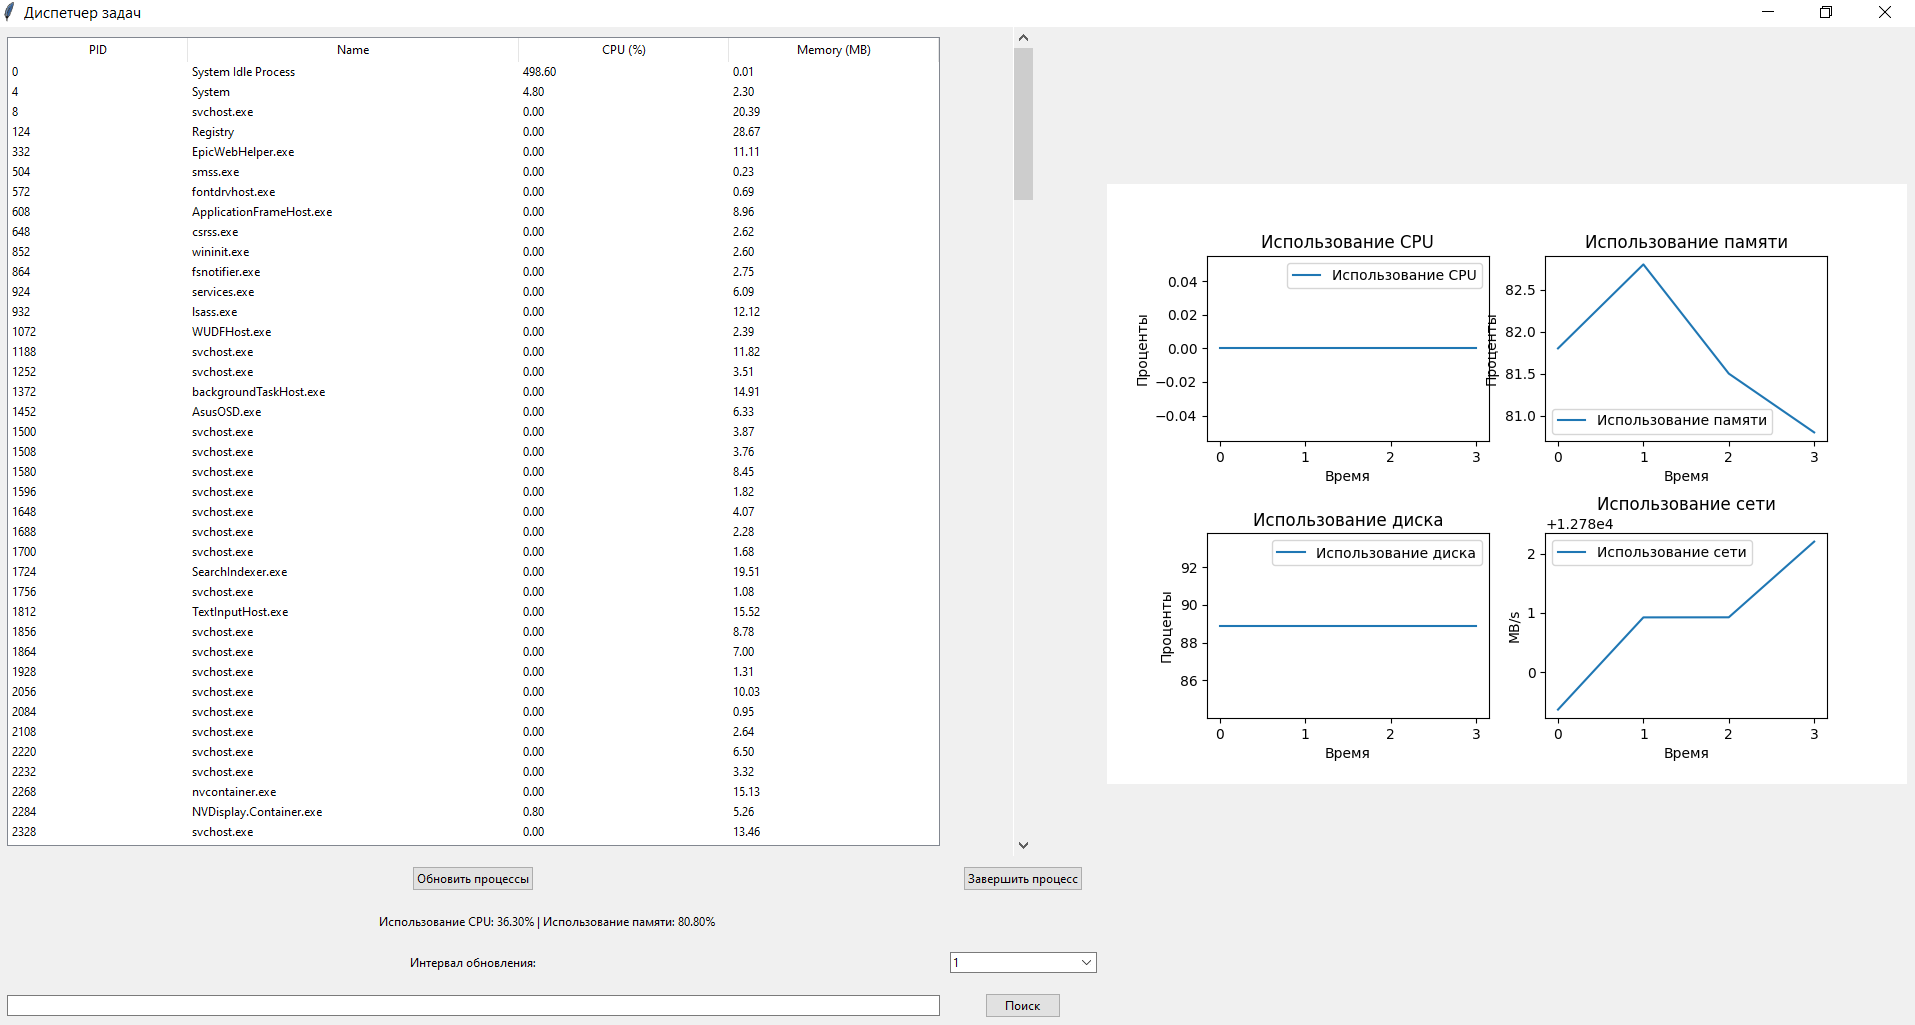 Диспетчер задач
PID Name CPU (%) Memory (MB)
0 System Idle Process 498.60 0.01
4 System 4.80 2.30
8 svchost.exe 0.00 20.39
124 Registry 0.00 28.67
332 EpicWebHelper.exe 0.00 11.11
504 smss.exe 0.00 0.23
572 fontdrvhost.exe 0.00 0.69
608 ApplicationFrameHost.exe 0.00 8.96
648 csrss.exe 0.00 2.62
852 wininit.exe 0.00 2.60
864 fsnotifier.exe 0.00 2.75
924 services.exe 0.00 6.09
932 lsass.exe 0.00 12.12
1072 WUDFHost.exe 0.00 2.39
1188 svchost.exe 0.00 11.82
1252 svchost.exe 0.00 3.51
1372 backgroundTaskHost.exe 0.00 14.91
1452 AsusOSD.exe 0.00 6.33
1500 svchost.exe 0.00 3.87
1508 svchost.exe 0.00 3.76
1580 svchost.exe 0.00 8.45
1596 svchost.exe 0.00 1.82
1648 svchost.exe 0.00 4.07
1688 svchost.exe 0.00 2.28
1700 svchost.exe 0.00 1.68
1724 SearchIndexer.exe 0.00 19.51
1756 svchost.exe 0.00 1.08
1812 TextInputHost.exe 0.00 15.52
1856 svchost.exe 0.00 8.78
1864 svchost.exe 0.00 7.00
1928 svchost.exe 0.00 1.31
2056 svchost.exe 0.00 10.03
2084 svchost.exe 0.00 0.95
2108 svchost.exe 0.00 2.64
2220 svchost.exe 0.00 6.50
2232 svchost.exe 0.00 3.32
2268 nvcontainer.exe 0.00 15.13
2284 NVDisplay.Container.exe 0.80 5.26
2328 svchost.exe 0.00 13.46
Обновить процессы
Завершить процесс
Использование CPU: 36.30% | Использование памяти: 80.80%
Интервал обновления:
1
Поиск
Использование CPU
Использование CPU
Проценты
0.04
0.02
0.00
−0.02
−0.04
0 1 2 3
Время
Использование памяти
Проценты
82.5
82.0
81.5
81.0
Использование памяти
0 1 2 3
Время
Использование диска
Использование диска
Проценты
92
90
88
86
0 1 2 3
Время
Использование сети
+1.278e4
Использование сети
MB/s
2
1
0
0 1 2 3
Время